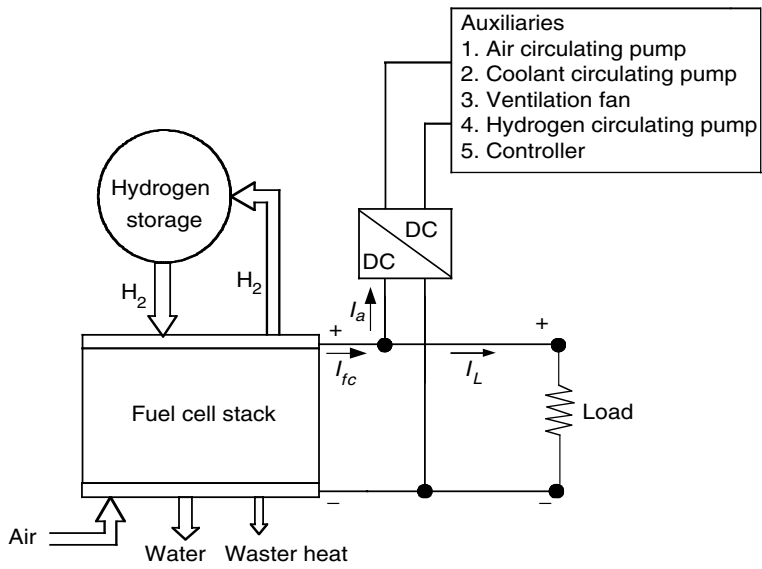 Auxiliaries
1. Air circulating pump
2. Coolant circulating pump
3. Ventilation fan
4. Hydrogen circulating pump
5. Controller
Hydrogen
storage
DC
DC
H2
H2
Ia
+
+
Ifc
IL
Fuel cell stack
Load
−
−
Air
Water
Waster heat